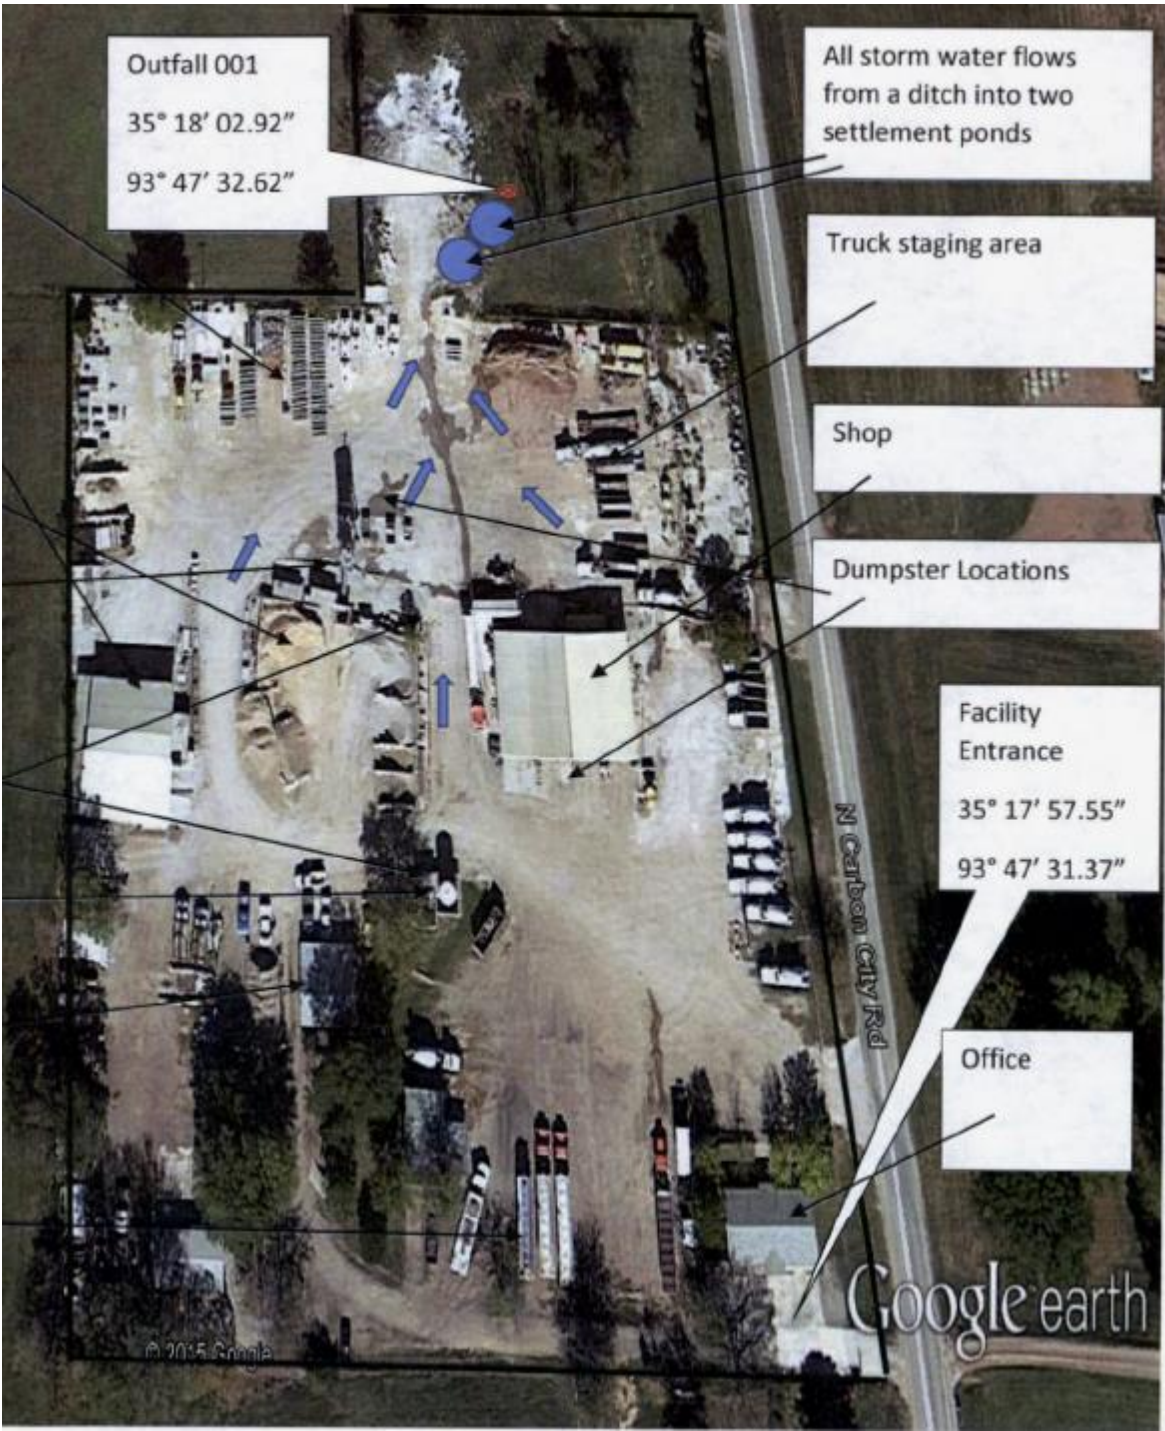 Outfall 001
35° 18' 02.92"
93° 47' 32.62"
All storm water flows
from a ditch into two
settlement ponds
Truck staging area
Shop
Dumpster Locations
Facility
Entrance
35° 17' 57.55"
93° 47' 31.37"
N Carbon City Rd
Office
Google earth
© 2015 Google